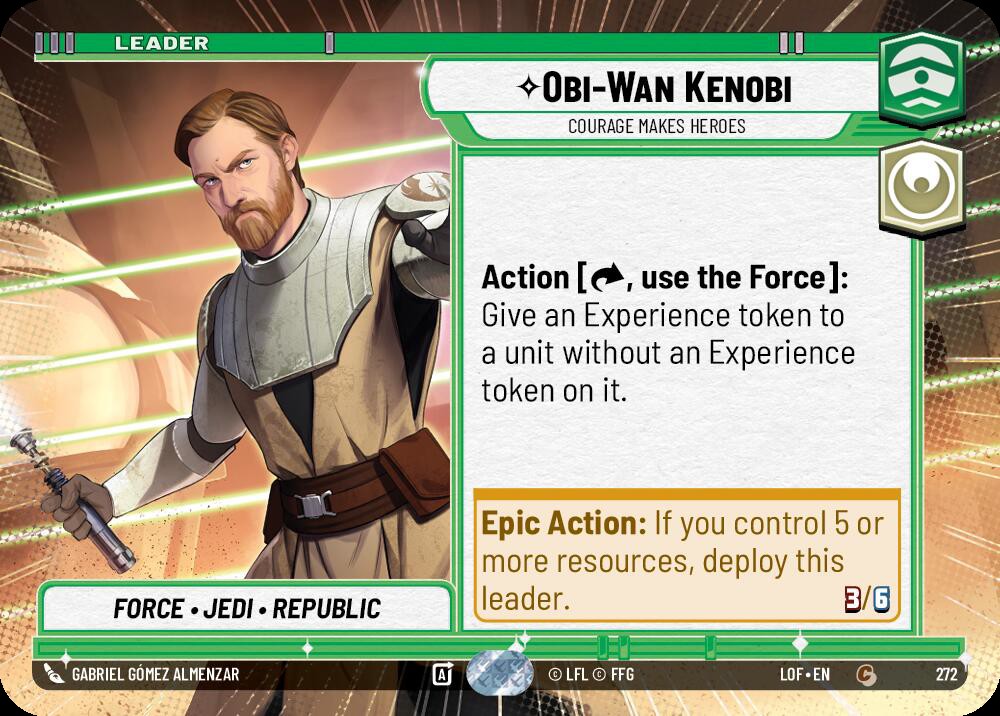 LEADER
✧OBI-WAN KENOBI
COURAGE MAKES HEROES
Action [↷, use the Force]:
Give an Experience token to
a unit without an Experience
token on it.
Epic Action: If you control 5 or
more resources, deploy this
leader.
3/6
FORCE • JEDI • REPUBLIC
GABRIEL GÓMEZ ALMENZAR
A
© LFL © FFG
LOF • EN
C
272